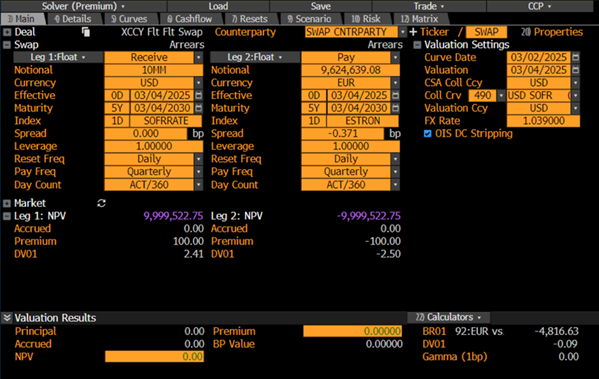 Solver (Premium) Load Save Trade CCP
3) Main 4) Details 5) Curves 6) Cashflow 7) Resets 9) Scenario 10) Risk 12) Matrix
Deal XCCY Flt Flt Swap Counterparty SWAP CNTRPARTY Ticker / SWAP 20) Properties
Swap Arrears Arrears Valuation Settings
Leg 1:Float Receive Leg 2:Float Pay Curve Date 03/02/2025
Notional 10MM Notional 9,624,639.08 Valuation 03/04/2025
Currency USD Currency EUR CSA Coll Ccy USD
Effective 0D 03/04/2025 Effective 0D 03/04/2025 Coll Crv 490 USD SOFR
Maturity 5Y 03/04/2030 Maturity 5Y 03/04/2030 Valuation Ccy USD
Index 1D SOFRRATE Index 1D ESTRON FX Rate 1.039000
Spread 0.000 bp Spread -0.371 bp OIS DC Stripping
Leverage 1.00000 Leverage 1.00000
Reset Freq Daily Reset Freq Daily
Pay Freq Quarterly Pay Freq Quarterly
Day Count ACT/360 Day Count ACT/360
Market
Leg 1: NPV 9,999,522.75 Leg 2: NPV -9,999,522.75
Accrued 0.00 Accrued 0.00
Premium 100.00 Premium -100.00
DV01 2.41 DV01 -2.50
Valuation Results 22) Calculators
Principal 0.00 Premium 0.00000 BR01 92:EUR vs -4,816.63
Accrued 0.00 BP Value 0.00000 DV01 -0.09
NPV 0.00 Gamma (1bp) 0.00